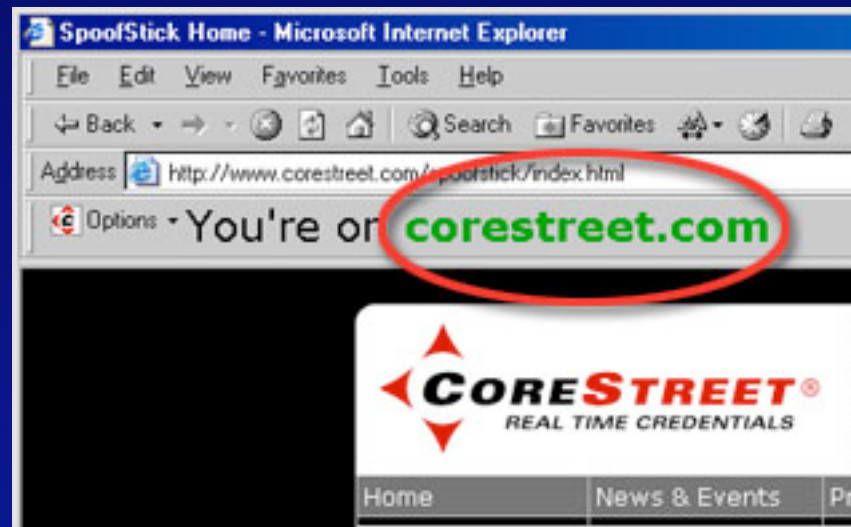 SpoofStick Home - Microsoft Internet Explorer
File Edit View Favorites Tools Help
Back Search Favorites
Address http://www.corestreet.com/spoofstick/index.html
Options You're on corestreet.com
CORESTREET®
REAL TIME CREDENTIALS
Home News & Events Pr